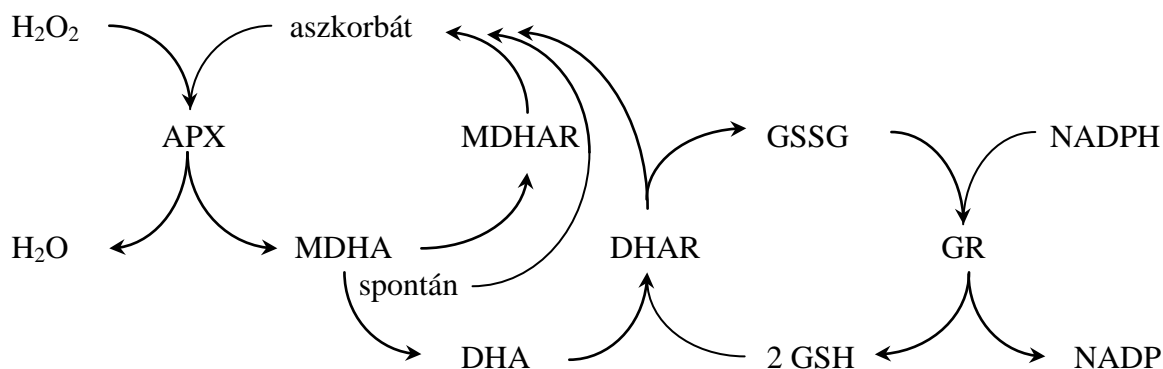 H₂O₂ aszkorbát
APX MDHAR GSSG NADPH
H₂O MDHA DHAR GR
spontán
DHA 2 GSH NADP